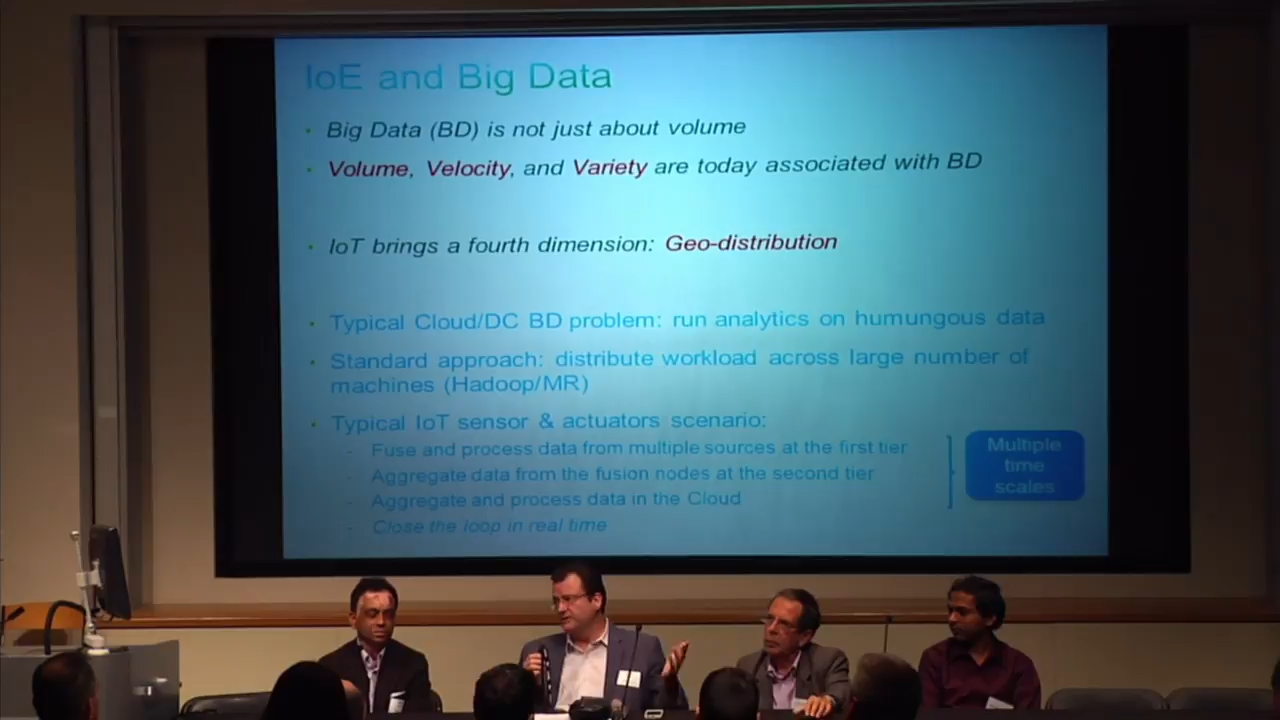 IoE and Big Data
Big Data (BD) is not just about volume
Volume, Velocity, and Variety are today associated with BD
IoT brings a fourth dimension: Geo-distribution
Typical Cloud/DC BD problem: run analytics on humungous data
Standard approach: distribute workload across large number of
machines (Hadoop/MR)
Typical IoT sensor & actuators scenario:
Fuse and process data from multiple sources at the first tier
Aggregate data from the fusion nodes at the second tier
Aggregate and process data in the Cloud
Close the loop in real time
Multiple
time
scales